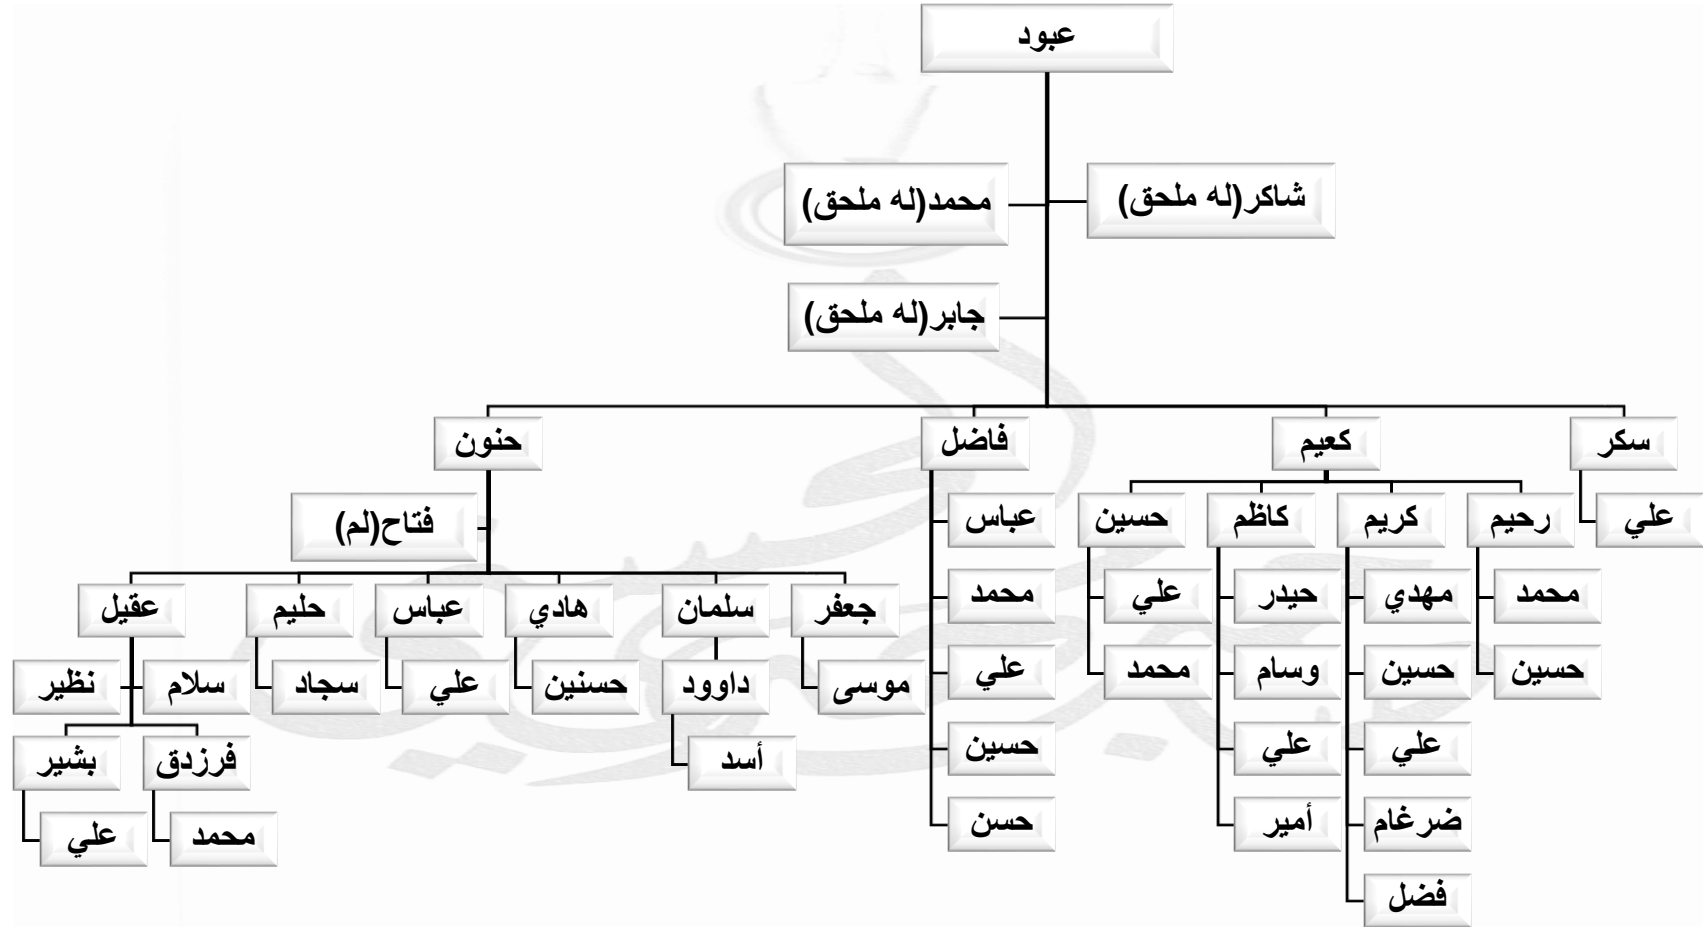 عبود
شاكر(له ملحق)
محمد(له ملحق)
جابر(له ملحق)
سكر
كعيم
فاضل
حنون
علي
رحيم
كريم
كاظم
حسين
عباس
فتاح(لم)
محمد
مهدي
حيدر
علي
محمد
جعفر
سلمان
هادي
عباس
حليم
عقيل
حسين
حسين
وسام
محمد
علي
موسى
داوود
حسنين
علي
سجاد
سلام
نظير
علي
علي
حسين
أسد
فرزدق
بشير
ضرغام
أمير
حسن
محمد
علي
فضل